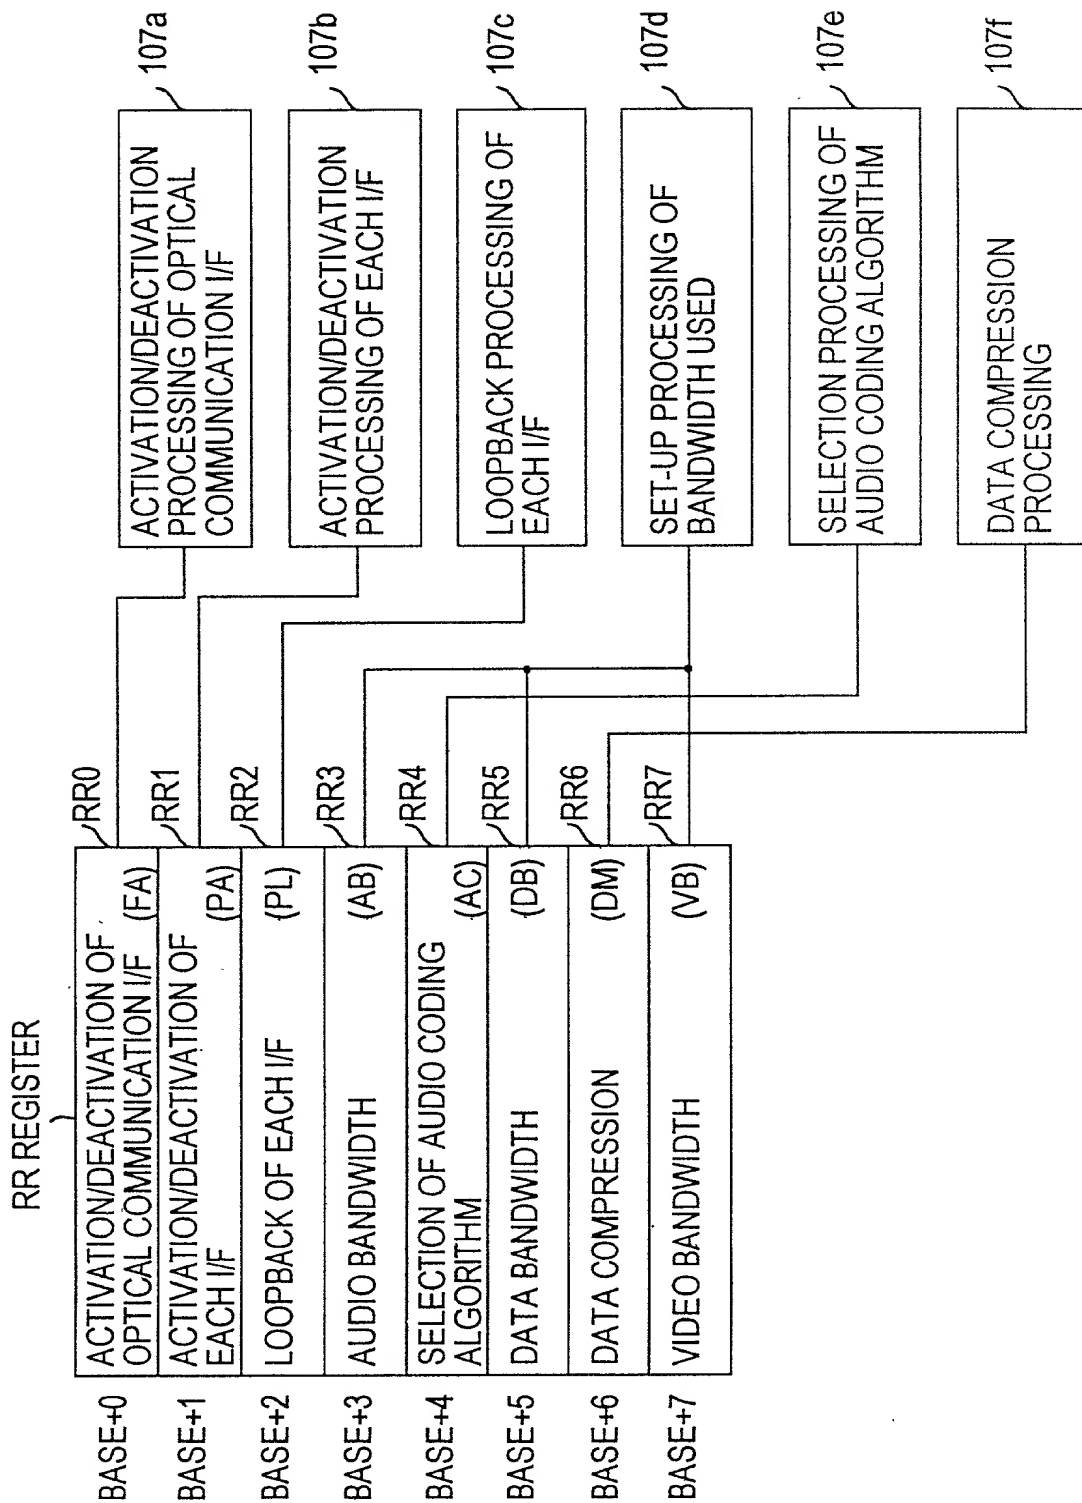 RR REGISTER
BASE+0
ACTIVATION/DEACTIVATION OF
OPTICAL COMMUNICATION I/F (FA)
RR0
BASE+1
ACTIVATION/DEACTIVATION OF
EACH I/F (PA)
RR1
BASE+2
LOOPBACK OF EACH I/F (PL)
RR2
BASE+3
AUDIO BANDWIDTH (AB)
RR3
BASE+4
SELECTION OF AUDIO CODING
ALGORITHM (AC)
RR4
BASE+5
DATA BANDWIDTH (DB)
RR5
BASE+6
DATA COMPRESSION (DM)
RR6
BASE+7
VIDEO BANDWIDTH (VB)
RR7
ACTIVATION/DEACTIVATION
PROCESSING OF OPTICAL
COMMUNICATION I/F
107a
ACTIVATION/DEACTIVATION
PROCESSING OF EACH I/F
107b
LOOPBACK PROCESSING OF
EACH I/F
107c
SET-UP PROCESSING OF
BANDWIDTH USED
107d
SELECTION PROCESSING OF
AUDIO CODING ALGORITHM
107e
DATA COMPRESSION
PROCESSING
107f